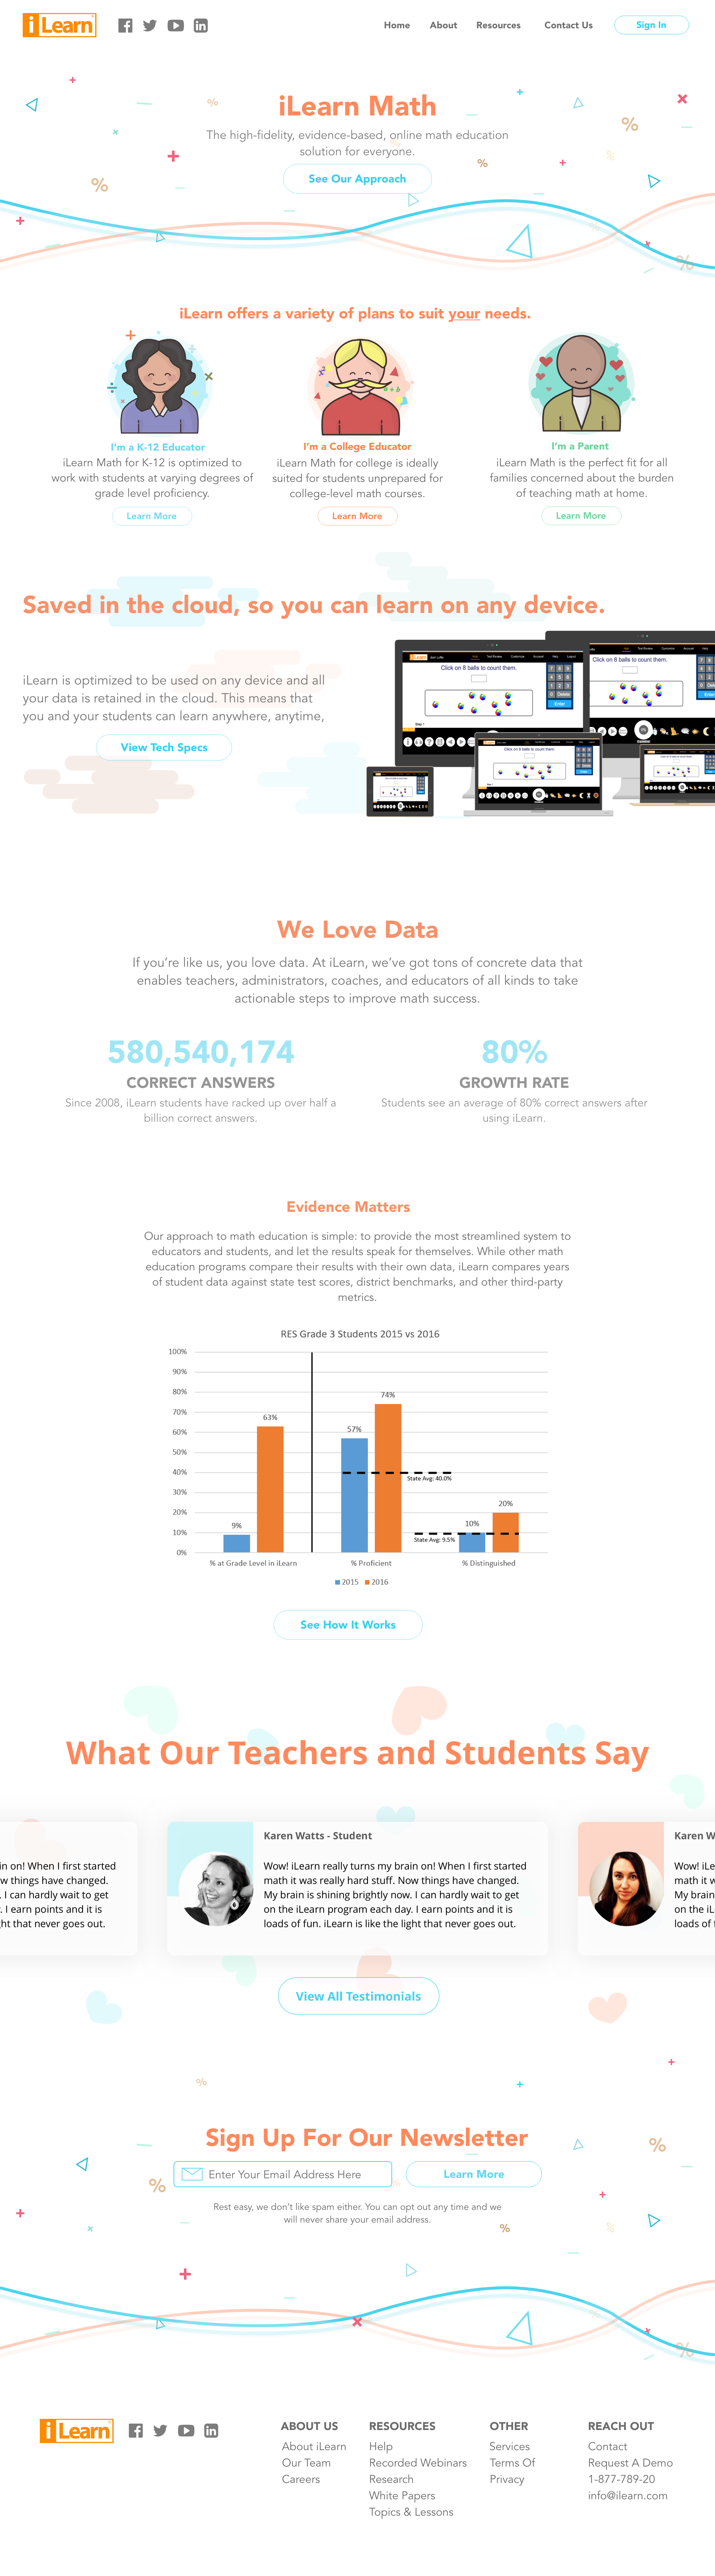 iLearn
Home About Resources Contact Us Sign In
iLearn Math
The high-fidelity, evidence-based, online math education
solution for everyone.
See Our Approach
iLearn offers a variety of plans to suit your needs.
I'm a K-12 Educator
iLearn Math for K-12 is optimized to
work with students at varying degrees of
grade level proficiency.
Learn More
I'm a College Educator
iLearn Math for college is ideally
suited for students unprepared for
college-level math courses.
Learn More
I'm a Parent
iLearn Math is the perfect fit for all
families concerned about the burden
of teaching math at home.
Learn More
Saved in the cloud, so you can learn on any device.
iLearn is optimized to be used on any device and all
your data is retained in the cloud. This means that
you and your students can learn anywhere, anytime,
View Tech Specs
Click on 8 balls to count them.
Step 1
Enter
Click on 8 balls to count them.
Click on 8 balls to count them.
We Love Data
If you're like us, you love data. At iLearn, we've got tons of concrete data that
enables teachers, administrators, coaches, and educators of all kinds to take
actionable steps to improve math success.
580,540,174
CORRECT ANSWERS
Since 2008, iLearn students have racked up over half a
billion correct answers.
80%
GROWTH RATE
Students see an average of 80% correct answers after
using iLearn.
Evidence Matters
Our approach to math education is simple: to provide the most streamlined system to
educators and students, and let the results speak for themselves. While other math
education programs compare their results with their own data, iLearn compares years
of student data against state test scores, district benchmarks, and other third-party
metrics.
RES Grade 3 Students 2015 vs 2016
100%
90%
80%
70%
60%
50%
40%
30%
20%
10%
0%
9%
63%
57%
74%
State Avg: 40.0%
10%
20%
State Avg: 9.5%
% at Grade Level in iLearn
% Proficient
% Distinguished
2015 2016
See How It Works
What Our Teachers and Students Say
in on! When I first started
w things have changed.
. I can hardly wait to get
. I earn points and it is
ht that never goes out.
Karen Watts - Student
Wow! iLearn really turns my brain on! When I first started
math it was really hard stuff. Now things have changed.
My brain is shining brightly now. I can hardly wait to get
on the iLearn program each day. I earn points and it is
loads of fun. iLearn is like the light that never goes out.
Karen W
Wow! iLe
math it w
My brain
on the iL
loads of f
View All Testimonials
Sign Up For Our Newsletter
Enter Your Email Address Here
Learn More
Rest easy, we don't like spam either. You can opt out any time and we
will never share your email address.
iLearn
ABOUT US
About iLearn
Our Team
Careers
RESOURCES
Help
Recorded Webinars
Research
White Papers
Topics & Lessons
OTHER
Services
Terms Of
Privacy
REACH OUT
Contact
Request A Demo
1-877-789-20
info@ilearn.com